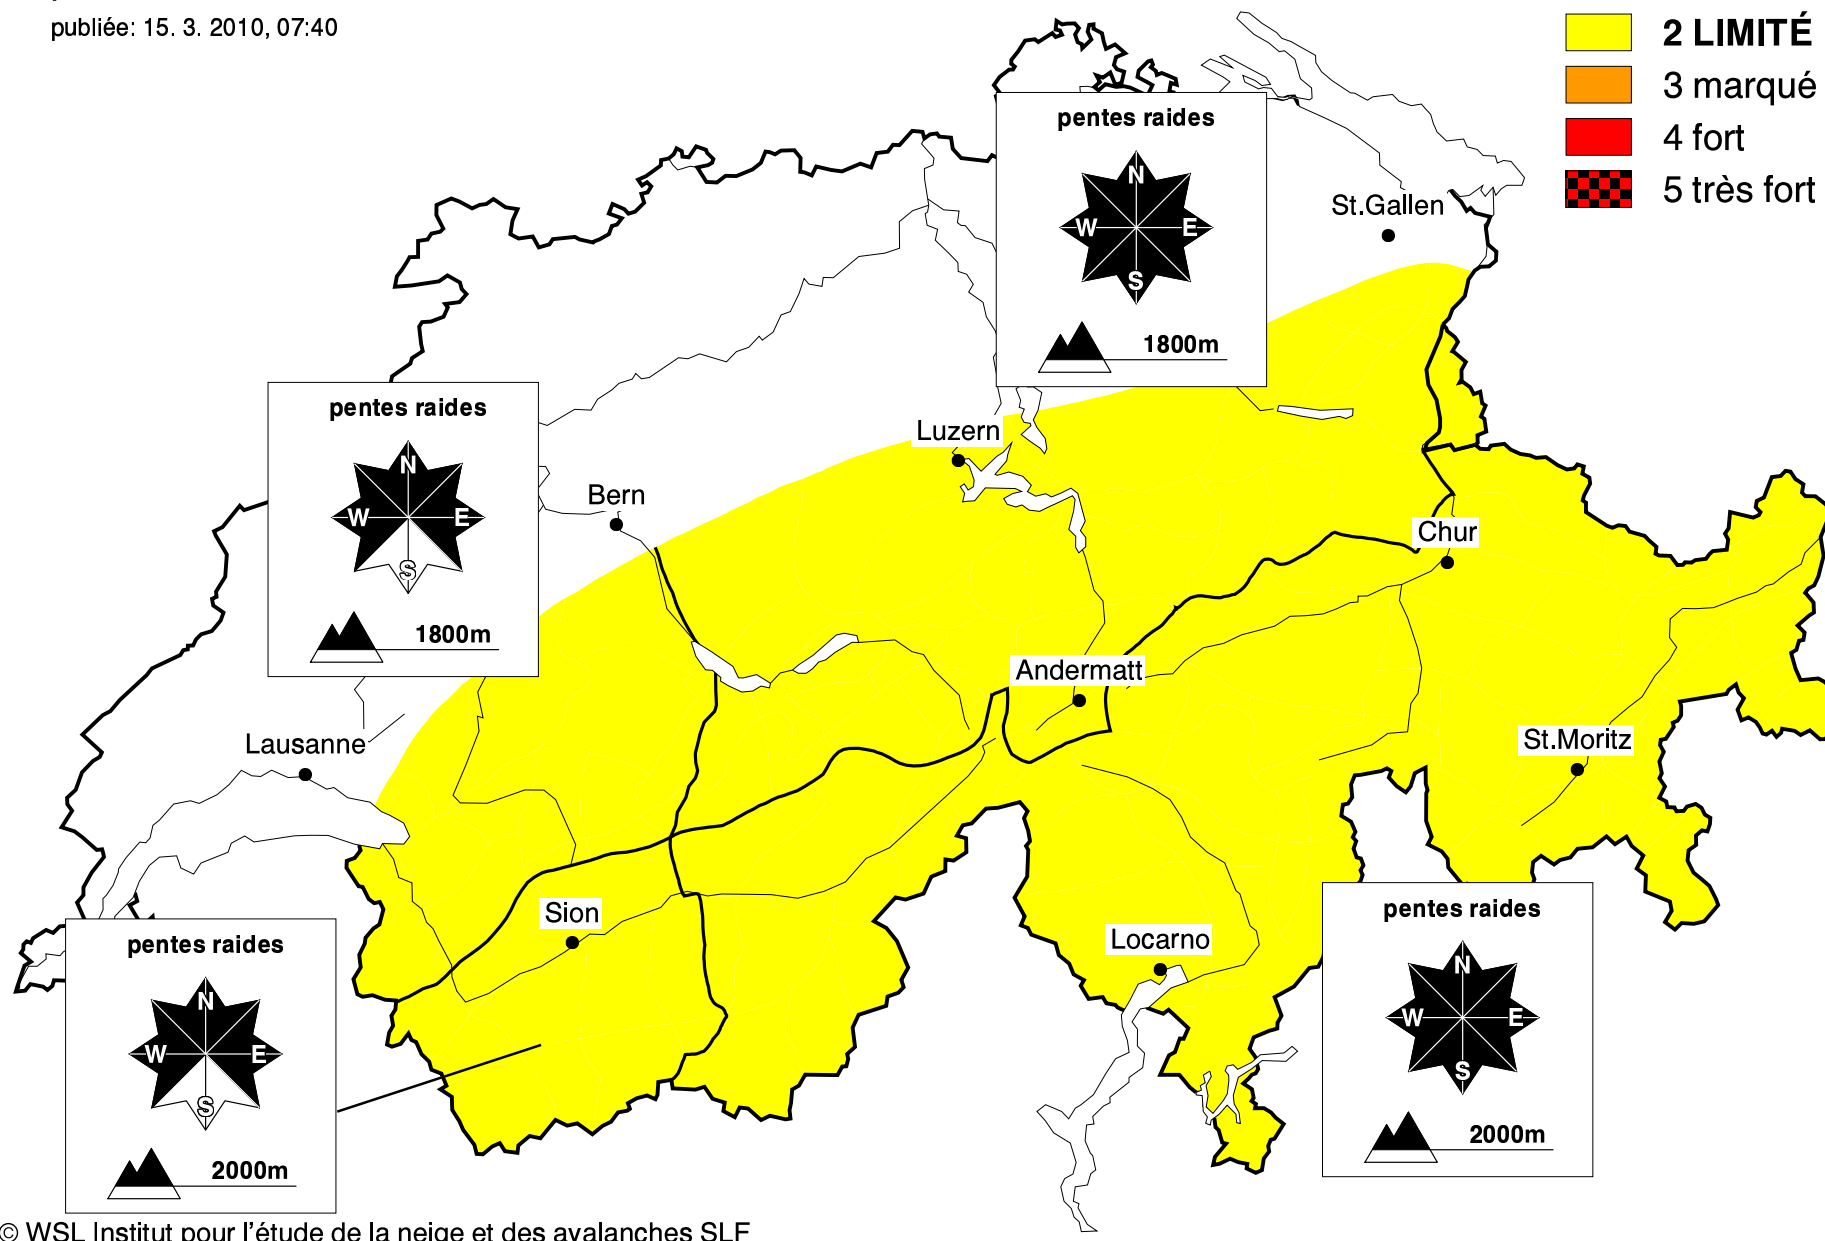 publiée: 15. 3. 2010, 07:40
2 LIMITÉ
3 marqué
4 fort
5 très fort
pentes raides
N
W E
S
1800m
St.Gallen
pentes raides
N
W E
S
1800m
Luzern
Bern
Chur
Andermatt
Lausanne
St.Moritz
Sion
Locarno
pentes raides
N
W E
S
2000m
pentes raides
N
W E
S
2000m
© WSL Institut pour l'étude de la neige et des avalanches SLF